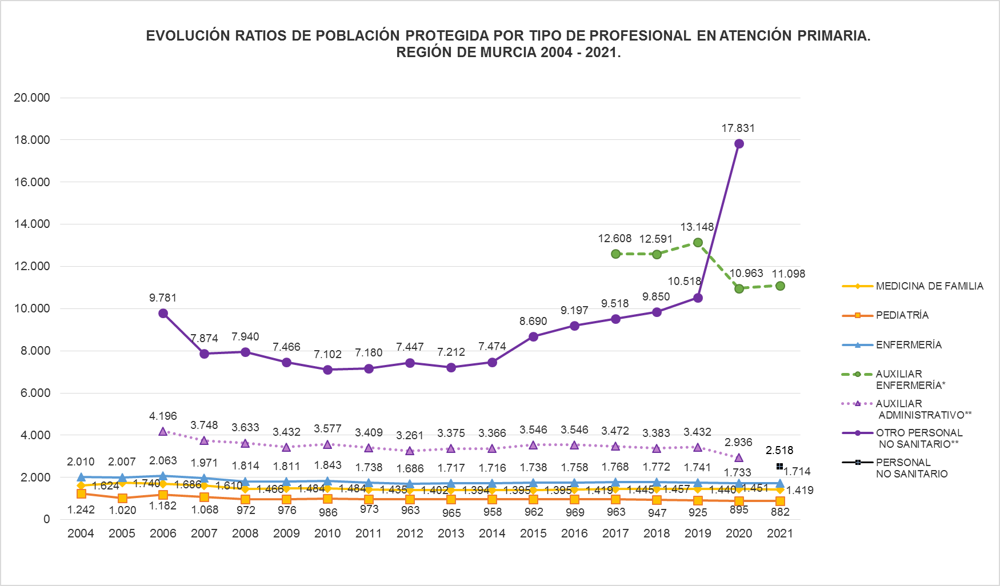 EVOLUCIÓN RATIOS DE POBLACIÓN PROTEGIDA POR TIPO DE PROFESIONAL EN ATENCIÓN PRIMARIA.
REGIÓN DE MURCIA 2004 - 2021.
20.000
18.000
16.000
14.000
12.000
10.000
8.000
6.000
4.000
2.000
0
17.831
12.608 12.591 13.148 10.963 11.098
9.781 7.874 7.940 7.466 7.102 7.180 7.447 7.212 7.474 8.690 9.197 9.518 9.850 10.518
4.196 3.748 3.633 3.432 3.577 3.409 3.261 3.375 3.366 3.546 3.546 3.472 3.383 3.432 2.936
2.518
2.010 2.007 2.063 1.971 1.814 1.811 1.843 1.738 1.686 1.717 1.716 1.738 1.758 1.768 1.772 1.741 1.733 1.714
1.624 1.740 1.686 1.610 1.466 1.484 1.484 1.435 1.402 1.394 1.395 1.395 1.419 1.445 1.457 1.440 1.451 1.419
1.242 1.020 1.182 1.068 972 976 986 973 963 965 958 962 969 963 947 925 895 882
2004 2005 2006 2007 2008 2009 2010 2011 2012 2013 2014 2015 2016 2017 2018 2019 2020 2021
MEDICINA DE FAMILIA
PEDIATRÍA
ENFERMERÍA
AUXILIAR
ENFERMERÍA*
AUXILIAR
ADMINISTRATIVO**
OTRO PERSONAL
NO SANITARIO**
PERSONAL
NO SANITARIO